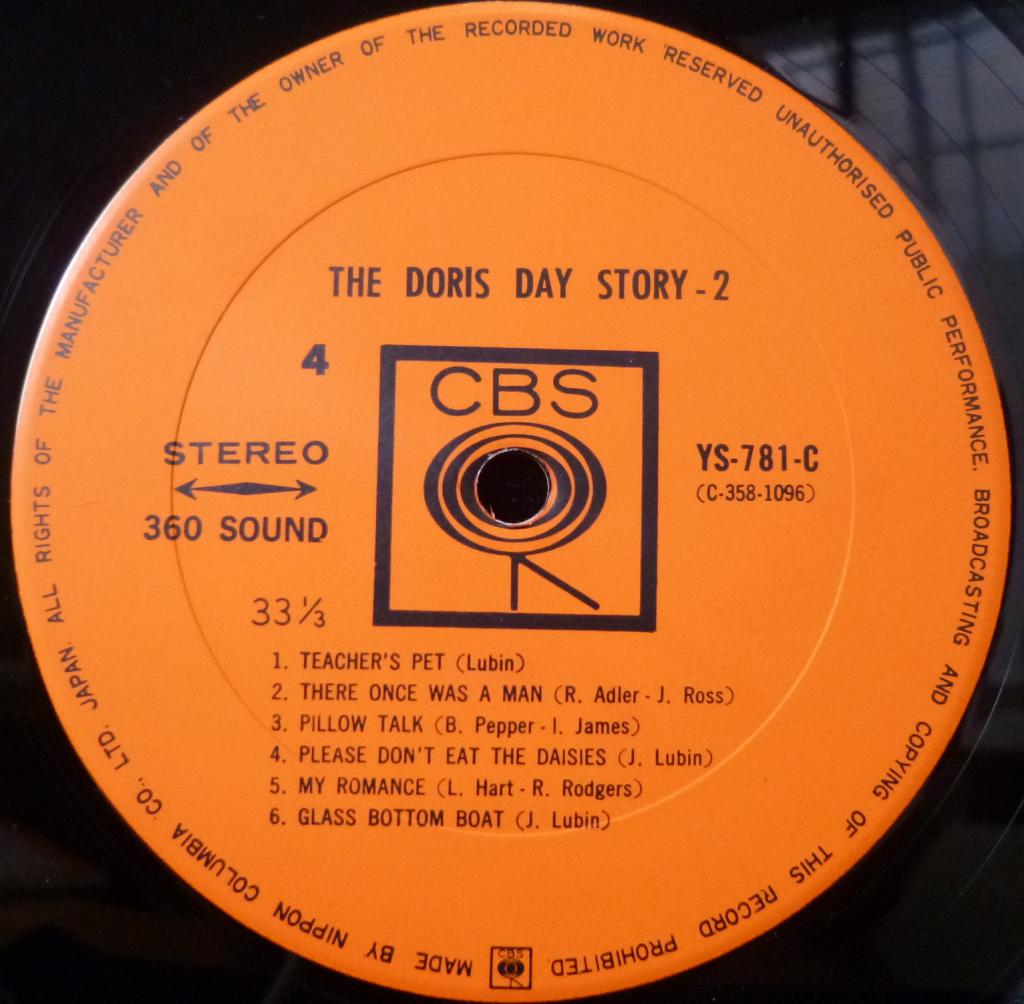 MADE BY NIPPON COLUMBIA CO., LTD. JAPAN. ALL RIGHTS OF THE MANUFACTURER AND OF THE OWNER OF THE RECORDED WORK RESERVED UNAUTHORISED PUBLIC PERFORMANCE. BROADCASTING AND COPYING OF THIS RECORD PROHIBITED.
THE DORIS DAY STORY - 2
4
CBS
STEREO
360 SOUND
YS-781-C
(C-358-1096)
33 ⅓
1. TEACHER'S PET (Lubin)
2. THERE ONCE WAS A MAN (R. Adler - J. Ross)
3. PILLOW TALK (B. Pepper - I. James)
4. PLEASE DON'T EAT THE DAISIES (J. Lubin)
5. MY ROMANCE (L. Hart - R. Rodgers)
6. GLASS BOTTOM BOAT (J. Lubin)
CBS